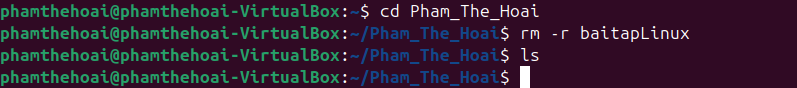 phamthehoai@phamthehoai-VirtualBox:~$ cd Pham_The_Hoai
phamthehoai@phamthehoai-VirtualBox:~/Pham_The_Hoai$ rm -r baitapLinux
phamthehoai@phamthehoai-VirtualBox:~/Pham_The_Hoai$ ls
phamthehoai@phamthehoai-VirtualBox:~/Pham_The_Hoai$